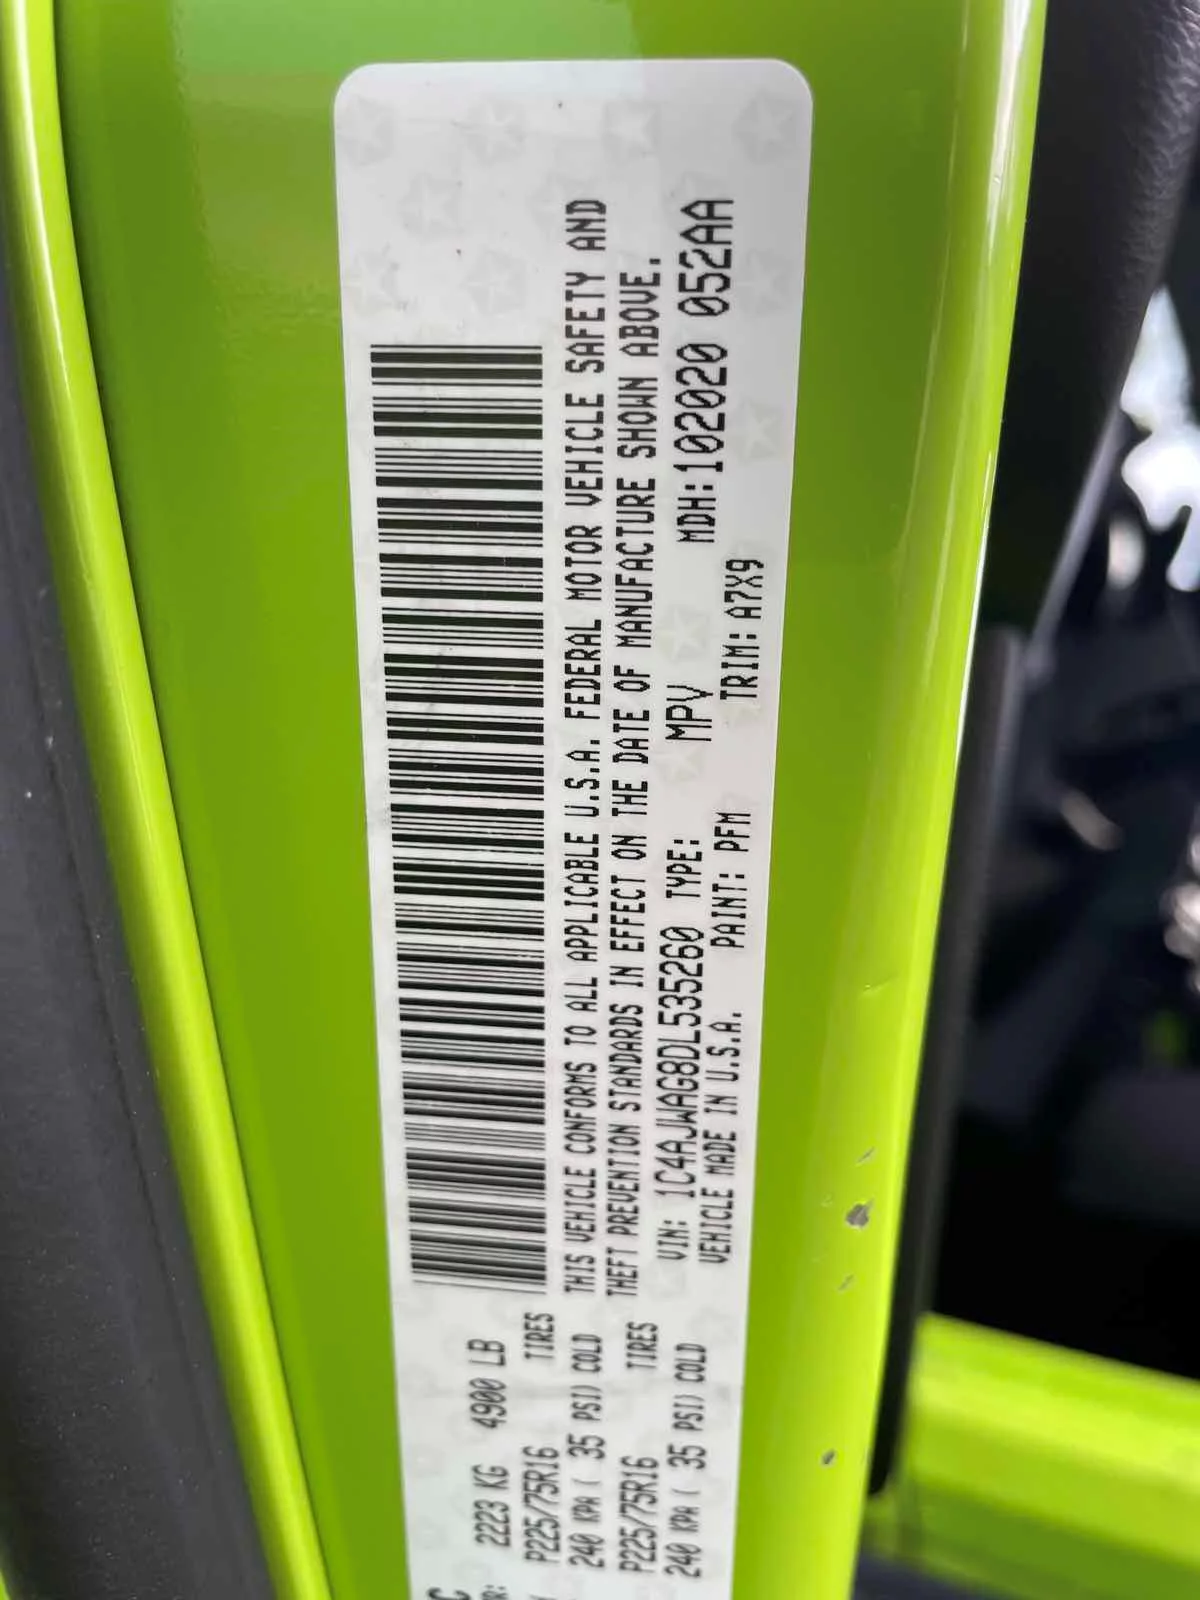 2223 KG 4900 LB
P225/75R16 TIRES
240 KPA ( 35 PSI) COLD
P225/75R16 TIRES
240 KPA ( 35 PSI) COLD
THIS VEHICLE CONFORMS TO ALL APPLICABLE U.S.A. FEDERAL MOTOR VEHICLE SAFETY AND
THEFT PREVENTION STANDARDS IN EFFECT ON THE DATE OF MANUFACTURE SHOWN ABOVE.
VIN: 1C4AJWAG8DL535260 TYPE: MPV MDH:102020 052AA
VEHICLE MADE IN U.S.A. PAINT: PFM TRIM: A7X9